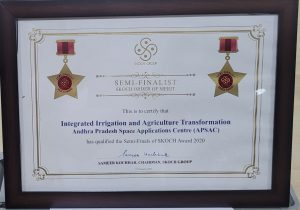 SKOCH GROUP
SEMI-FINALIST
SKOCH ORDER OF MERIT
This is to certify that
Integrated Irrigation and Agriculture Transformation
Andhra Pradesh Space Applications Centre (APSAC)
has qualified the Semi-Finals of SKOCH Award 2020
SAMEER KOCHHAR, CHAIRMAN, SKOCH GROUP